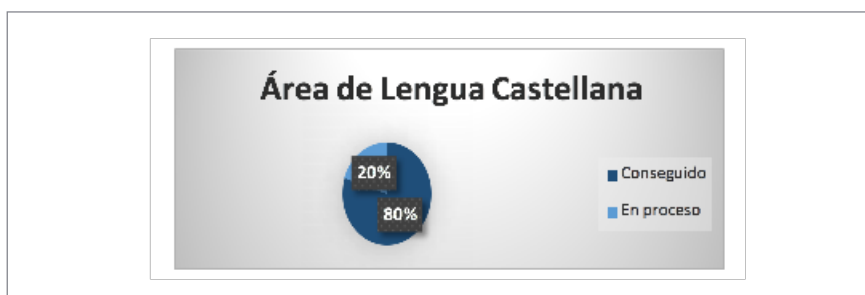 Área de Lengua Castellana
20%
80%
Conseguido
En proceso